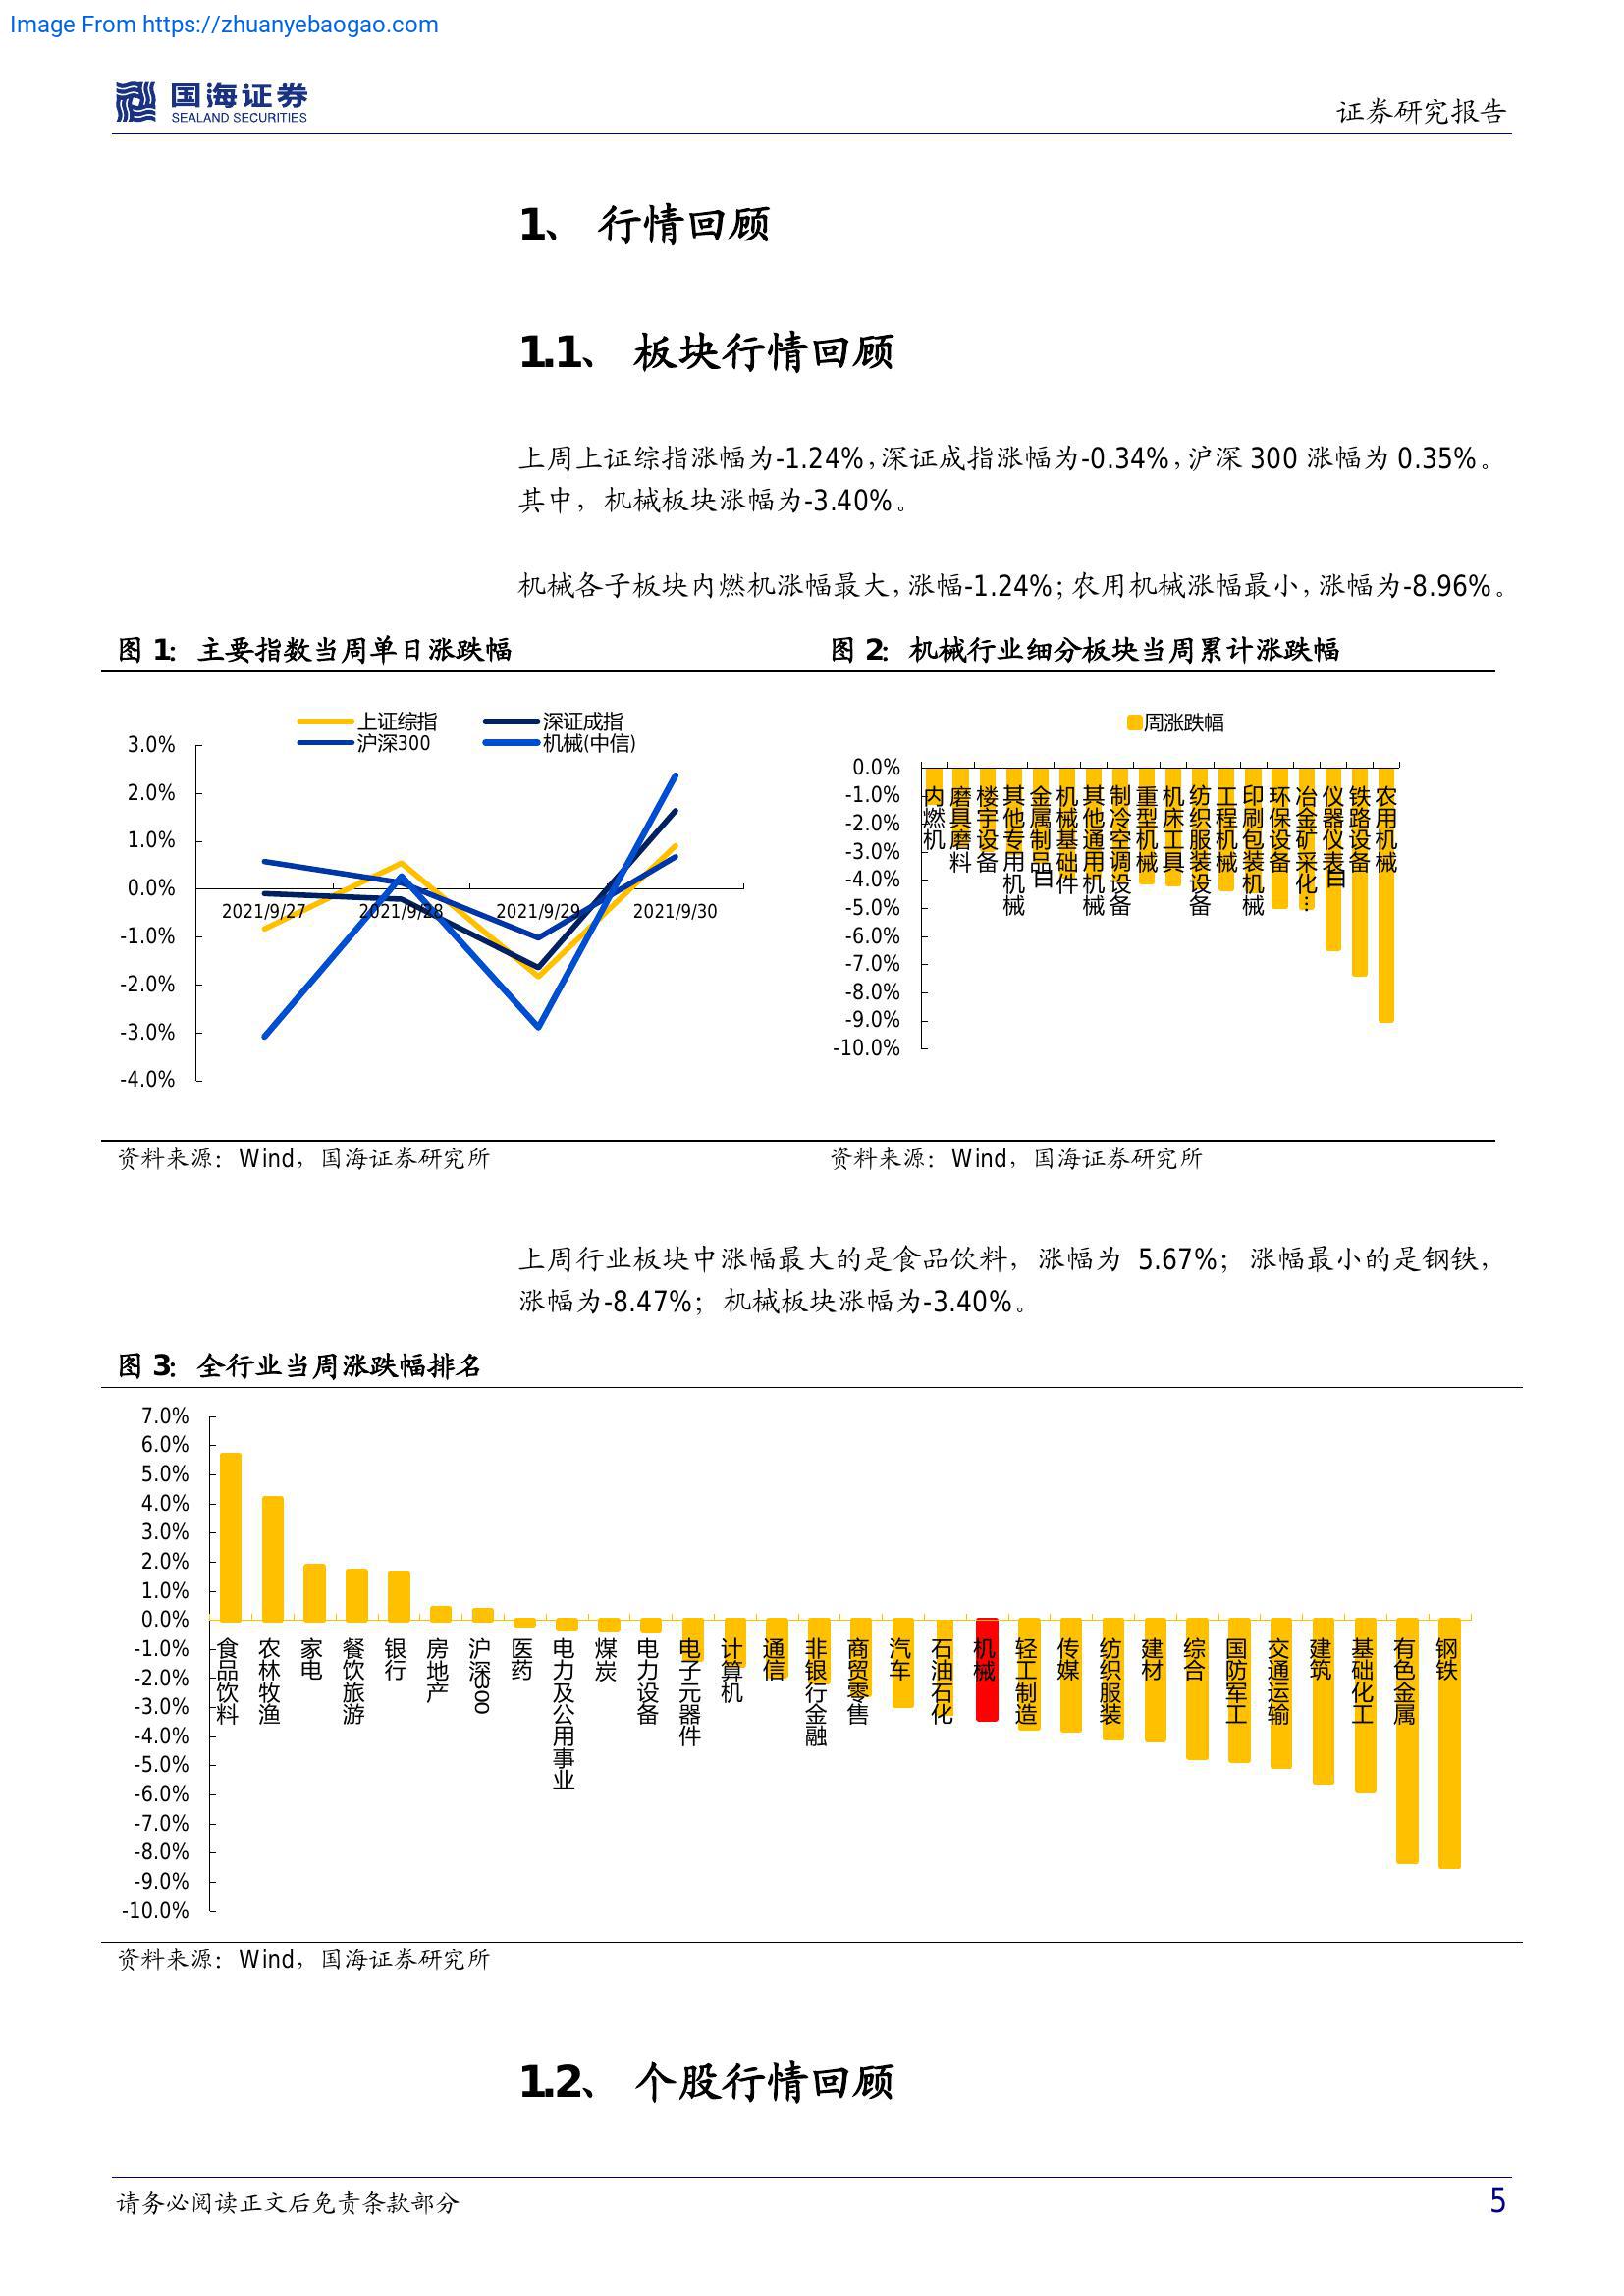 Image From https://zhuanyebaogao.com
国海证券
SEALAND SECURITIES
证券研究报告
1、 行情回顾
1.1、 板块行情回顾
上周上证综指涨幅为-1.24%，深证成指涨幅为-0.34%，沪深 300 涨幅为 0.35%。
其中，机械板块涨幅为-3.40%。
机械各子板块内燃机涨幅最大，涨幅-1.24%；农用机械涨幅最小，涨幅为-8.96%。
图 1：主要指数当周单日涨跌幅
上证综指
深证成指
沪深300
机械(中信)
3.0%
2.0%
1.0%
0.0%
-1.0%
-2.0%
-3.0%
-4.0%
2021/9/27
2021/9/28
2021/9/29
2021/9/30
资料来源：Wind，国海证券研究所
图 2：机械行业细分板块当周累计涨跌幅
周涨跌幅
0.0%
-1.0%
-2.0%
-3.0%
-4.0%
-5.0%
-6.0%
-7.0%
-8.0%
-9.0%
-10.0%
内燃机
磨具磨料
楼宇设备
其他专用机械
金属制品
机械基础件
其他通用机械
制冷空调设备
重型机械
机床工具
纺织服装设备
工程机械
印刷包装机械
环保设备
冶金矿采化…
仪器仪表
铁路设备
农用机械
资料来源：Wind，国海证券研究所
上周行业板块中涨幅最大的是食品饮料，涨幅为 5.67%；涨幅最小的是钢铁，
涨幅为-8.47%；机械板块涨幅为-3.40%。
图 3：全行业当周涨跌幅排名
7.0%
6.0%
5.0%
4.0%
3.0%
2.0%
1.0%
0.0%
-1.0%
-2.0%
-3.0%
-4.0%
-5.0%
-6.0%
-7.0%
-8.0%
-9.0%
-10.0%
食品饮料
农林牧渔
家电
餐饮旅游
银行
房地产
沪深300
医药
电力及公用事业
煤炭
电力设备
电子元器件
计算机
通信
非银行金融
商贸零售
汽车
石油石化
机械
轻工制造
传媒
纺织服装
建材
综合
国防军工
交通运输
建筑
基础化工
有色金属
钢铁
资料来源：Wind，国海证券研究所
1.2、 个股行情回顾
请务必阅读正文后免责条款部分
5